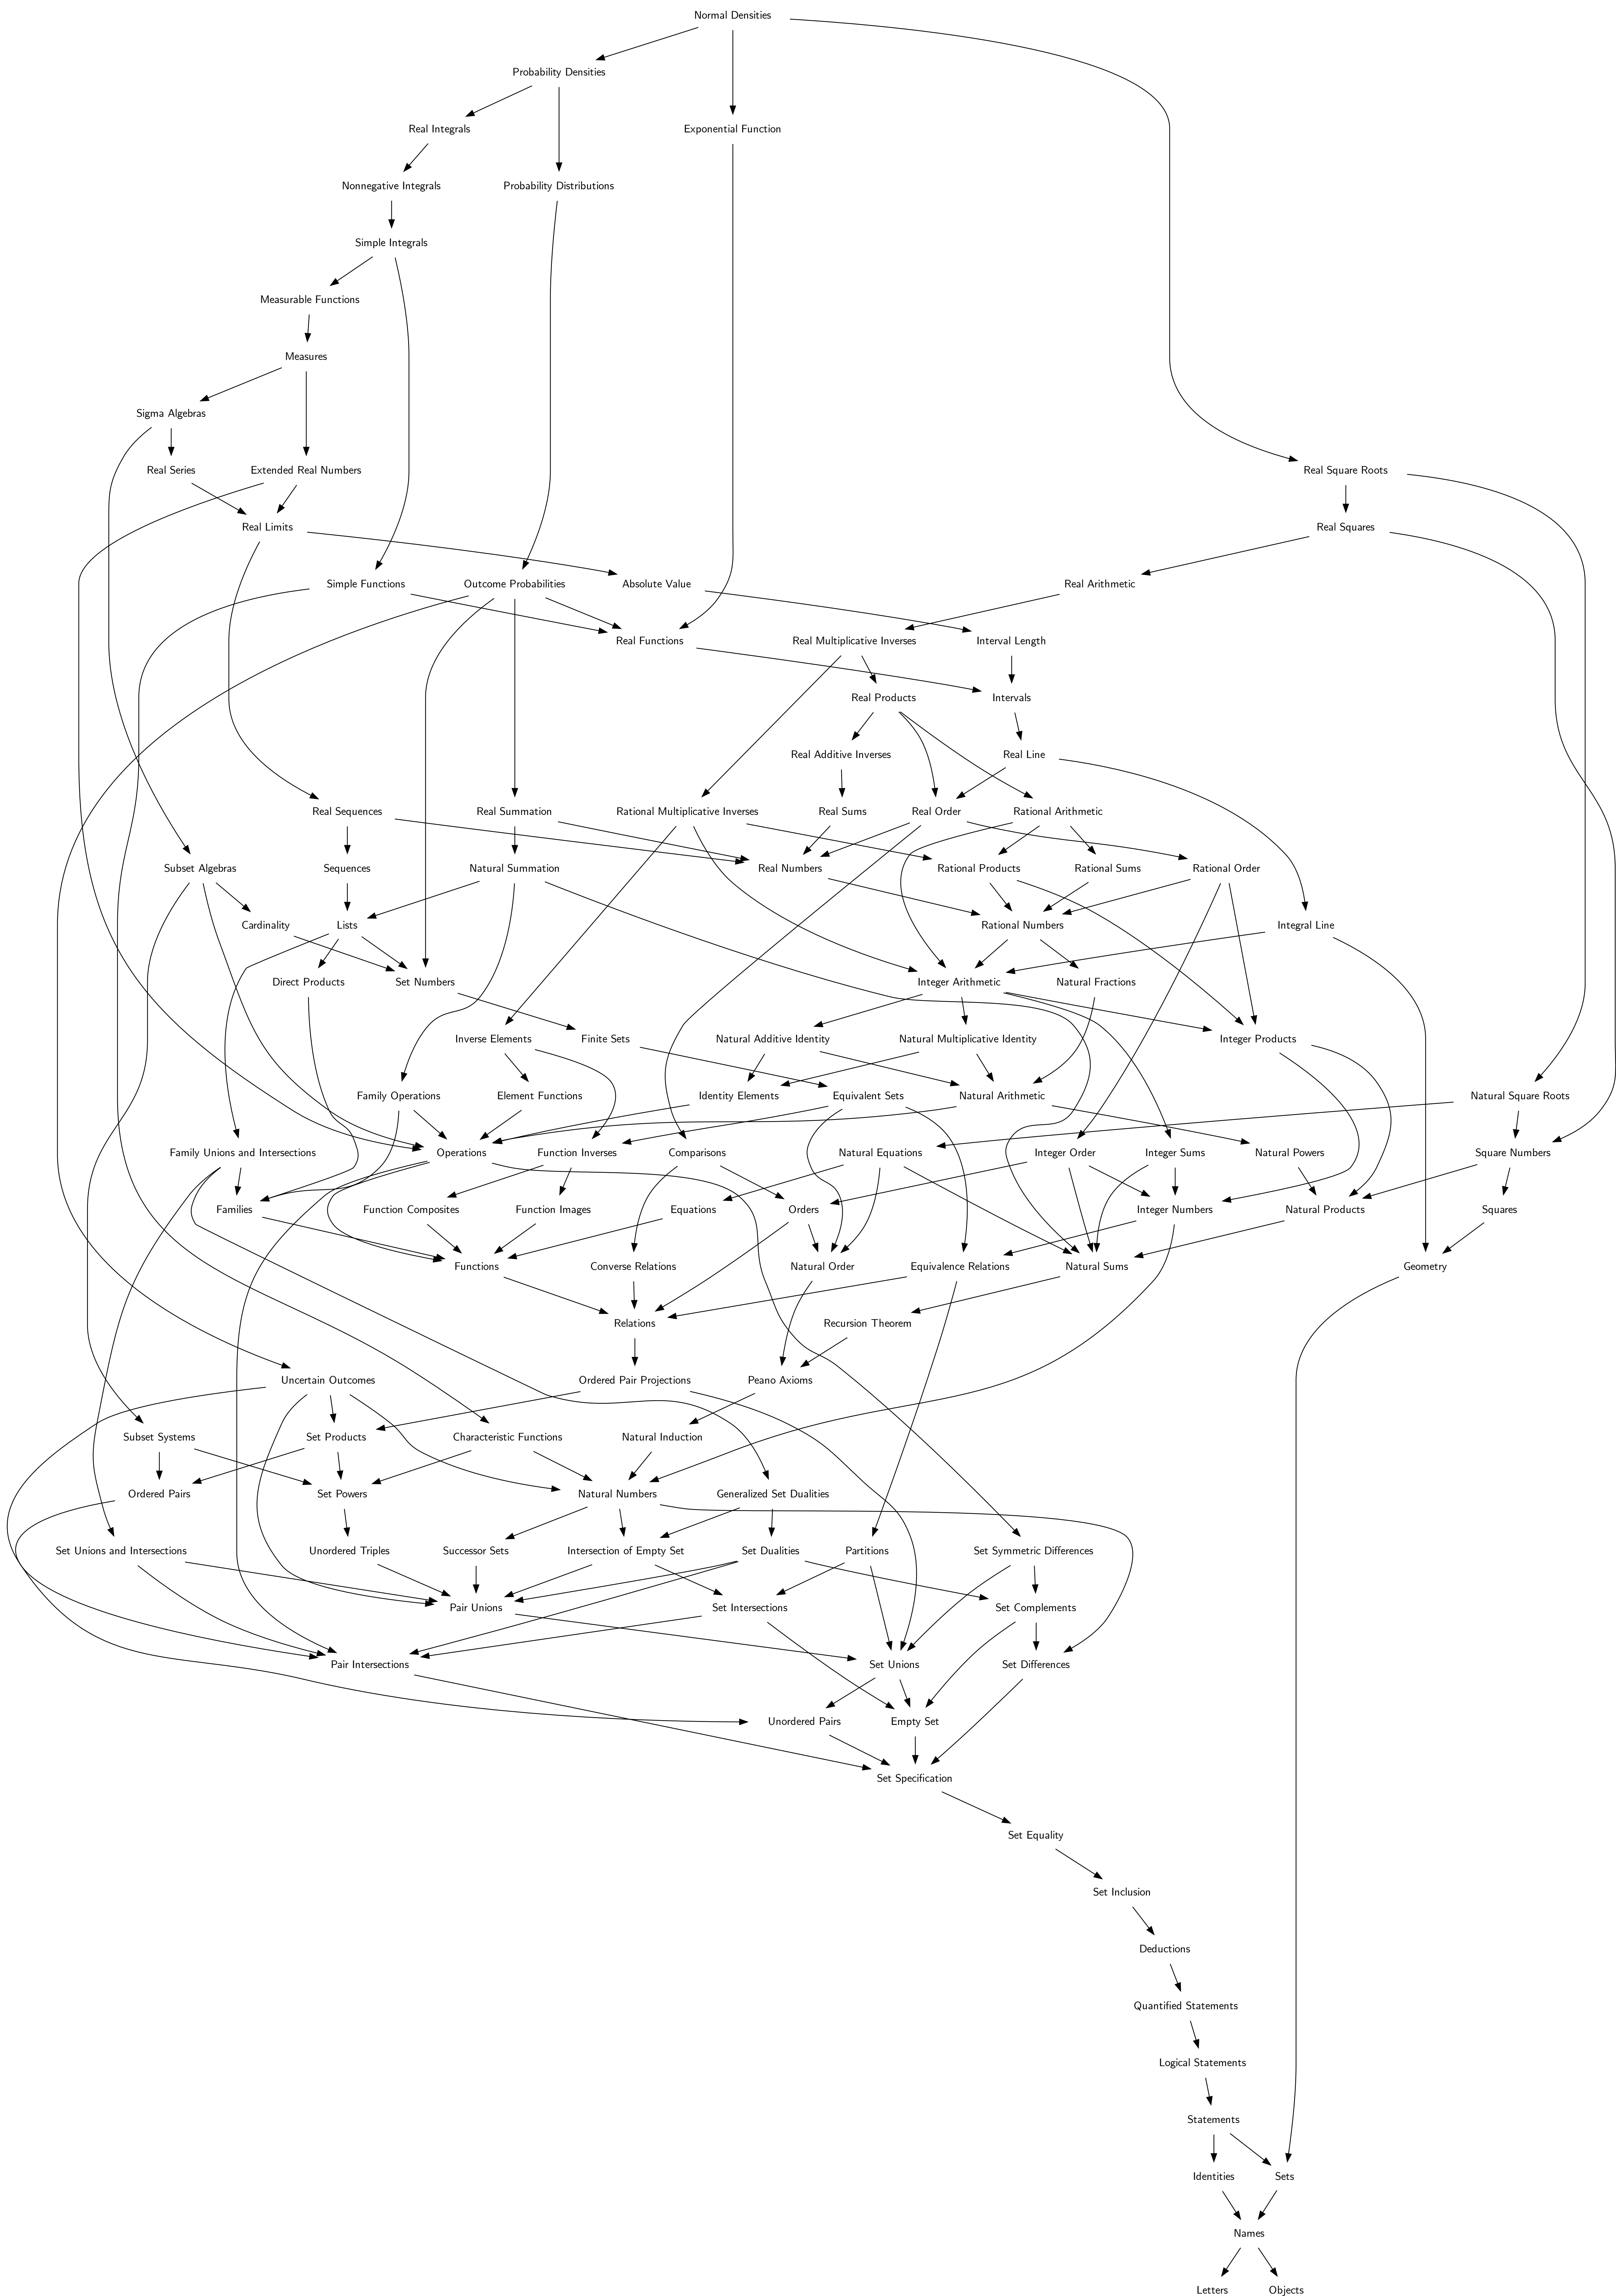 Normal Densities
Probability Densities
Real Integrals
Exponential Function
Nonnegative Integrals
Probability Distributions
Simple Integrals
Measurable Functions
Measures
Sigma Algebras
Real Series
Extended Real Numbers
Real Square Roots
Real Limits
Real Squares
Simple Functions
Outcome Probabilities
Absolute Value
Real Arithmetic
Real Functions
Real Multiplicative Inverses
Interval Length
Real Products
Intervals
Real Additive Inverses
Real Line
Real Sequences
Real Summation
Rational Multiplicative Inverses
Real Sums
Real Order
Rational Arithmetic
Subset Algebras
Sequences
Natural Summation
Real Numbers
Rational Products
Rational Sums
Rational Order
Cardinality
Lists
Rational Numbers
Integral Line
Direct Products
Set Numbers
Integer Arithmetic
Natural Fractions
Inverse Elements
Finite Sets
Natural Additive Identity
Natural Multiplicative Identity
Integer Products
Family Operations
Element Functions
Identity Elements
Equivalent Sets
Natural Arithmetic
Natural Square Roots
Family Unions and Intersections
Operations
Function Inverses
Comparisons
Natural Equations
Integer Order
Integer Sums
Natural Powers
Square Numbers
Families
Function Composites
Function Images
Equations
Orders
Integer Numbers
Natural Products
Squares
Functions
Converse Relations
Natural Order
Equivalence Relations
Natural Sums
Geometry
Relations
Recursion Theorem
Uncertain Outcomes
Ordered Pair Projections
Peano Axioms
Subset Systems
Set Products
Characteristic Functions
Natural Induction
Ordered Pairs
Set Powers
Natural Numbers
Generalized Set Dualities
Set Unions and Intersections
Unordered Triples
Successor Sets
Intersection of Empty Set
Set Dualities
Partitions
Set Symmetric Differences
Pair Unions
Set Intersections
Set Complements
Pair Intersections
Set Unions
Set Differences
Unordered Pairs
Empty Set
Set Specification
Set Equality
Set Inclusion
Deductions
Quantified Statements
Logical Statements
Statements
Identities
Sets
Names
Letters
Objects